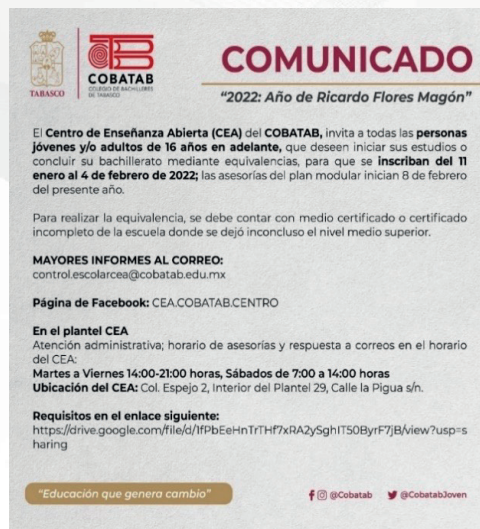 TABASCO
COBATAB
COLEGIO DE BACHILLERES
DE TABASCO
COMUNICADO
"2022: Año de Ricardo Flores Magón"
El Centro de Enseñanza Abierta (CEA) del COBATAB, invita a todas las personas
jóvenes y/o adultos de 16 años en adelante, que deseen iniciar sus estudios o
concluir su bachillerato mediante equivalencias, para que se inscriban del 11
enero al 4 de febrero de 2022; las asesorías del plan modular inician 8 de febrero
del presente año.
Para realizar la equivalencia, se debe contar con medio certificado o certificado
incompleto de la escuela donde se dejó inconcluso el nivel medio superior.
MAYORES INFORMES AL CORREO:
control.escolarcea@cobatab.edu.mx
Página de Facebook: CEA.COBATAB.CENTRO
En el plantel CEA
Atención administrativa; horario de asesorías y respuesta a correos en el horario
del CEA:
Martes a Viernes 14:00-21:00 horas, Sábados de 7:00 a 14:00 horas
Ubicación del CEA: Col. Espejo 2, Interior del Plantel 29, Calle la Pigua s/n.
Requisitos en el enlace siguiente:
https://drive.google.com/file/d/1fPbEeHnTrTHf7xRA2ySghIT50ByrF7jB/view?usp=s
haring
"Educación que genera cambio"
@Cobatab
@CobatabJoven